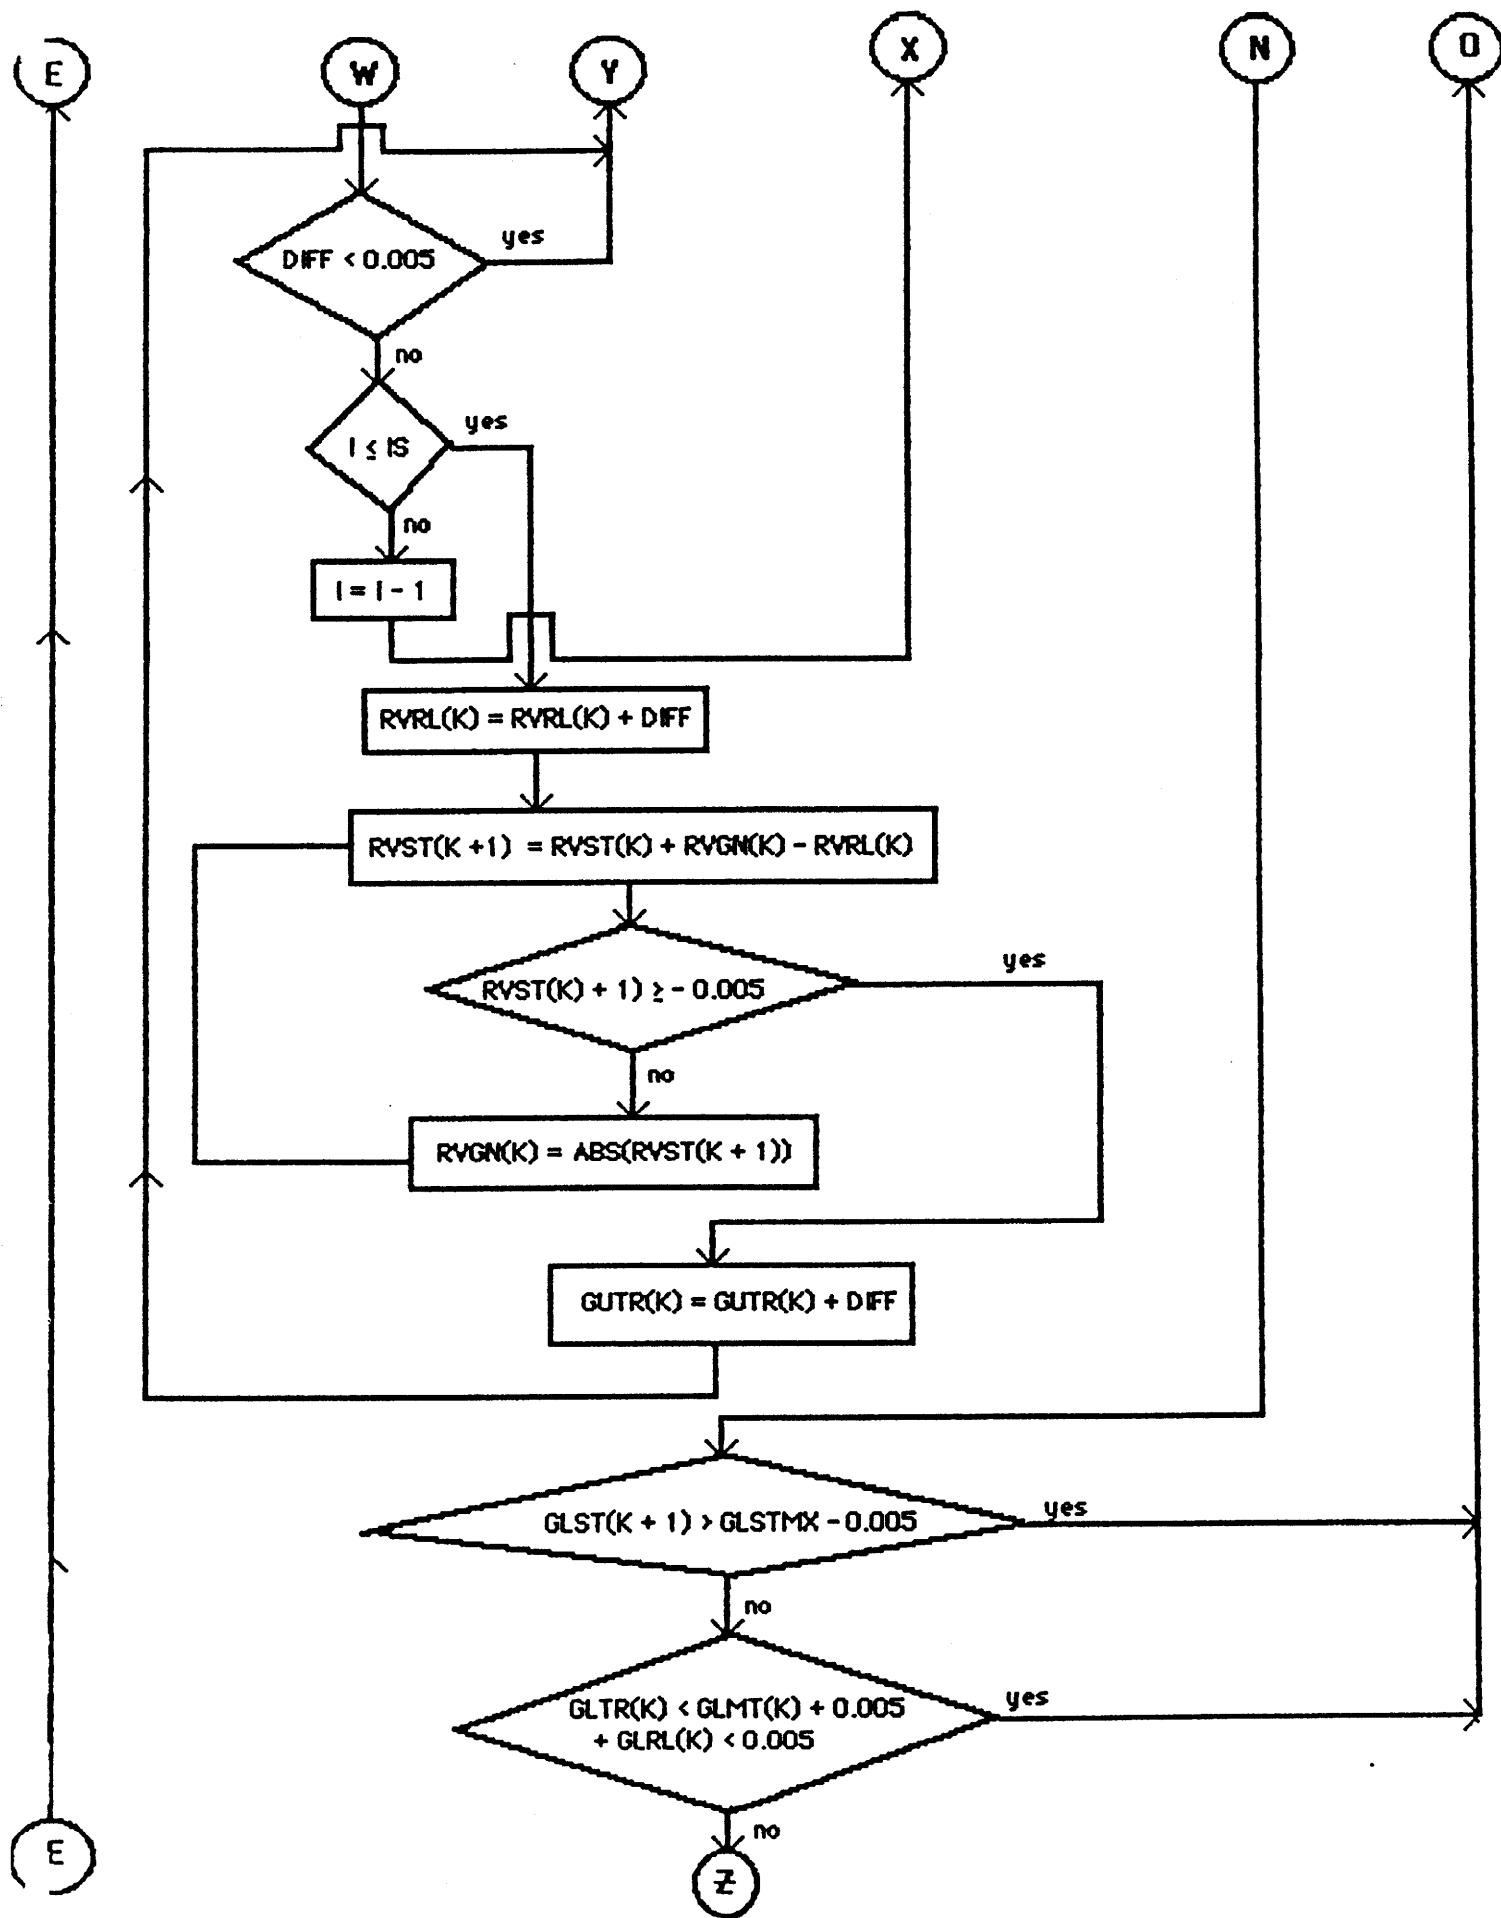 E
W
Y
X
N
O
DIFF < 0.005
yes
no
I ≤ IS
yes
no
I = I - 1
RVRL(K) = RVRL(K) + DIFF
RVST(K +1) = RVST(K) + RVGN(K) - RVRL(K)
RVST(K) + 1) ≥ - 0.005
yes
no
RVGN(K) = ABS(RVST(K + 1))
GUTR(K) = GUTR(K) + DIFF
GLST(K + 1) > GLSTMX - 0.005
yes
no
GLTR(K) < GLMT(K) + 0.005
+ GLRL(K) < 0.005
yes
no
E
Z